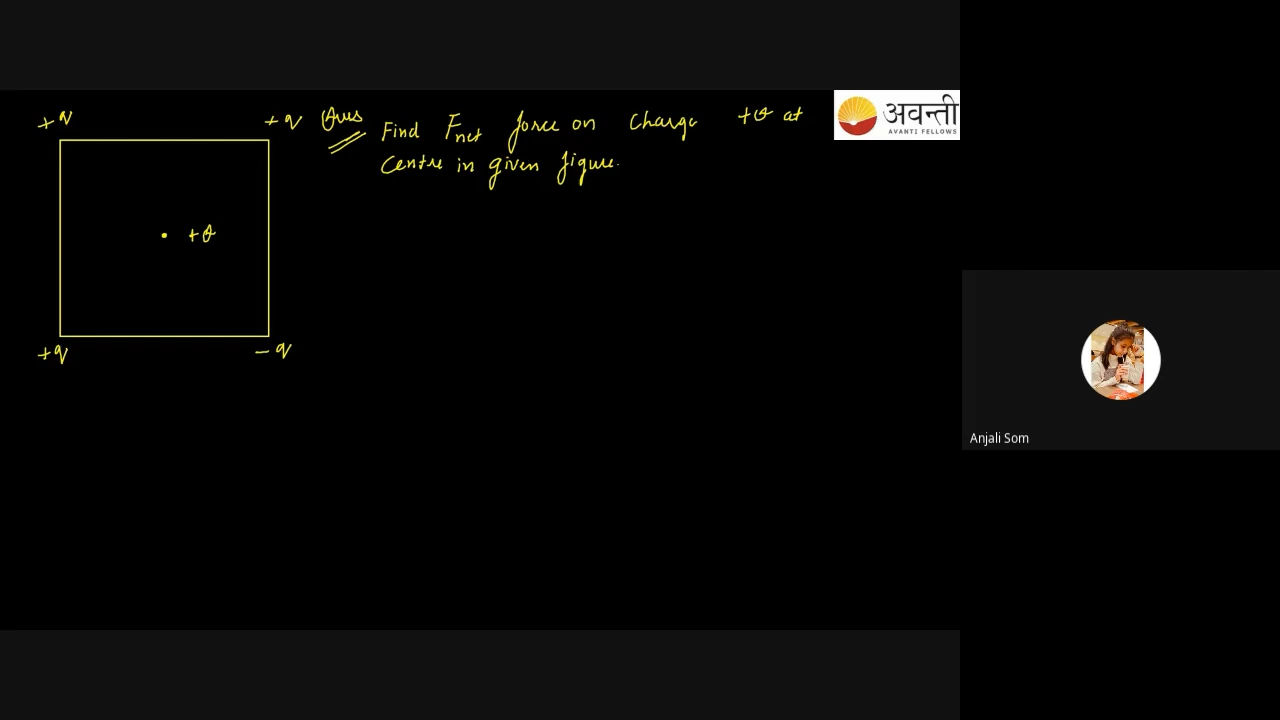 +q
+q Ques Find Fnet force on charge +Q at
centre in given figure.
अवन्ती
AVANTI FELLOWS
+Q
+q
-q
Anjali Som